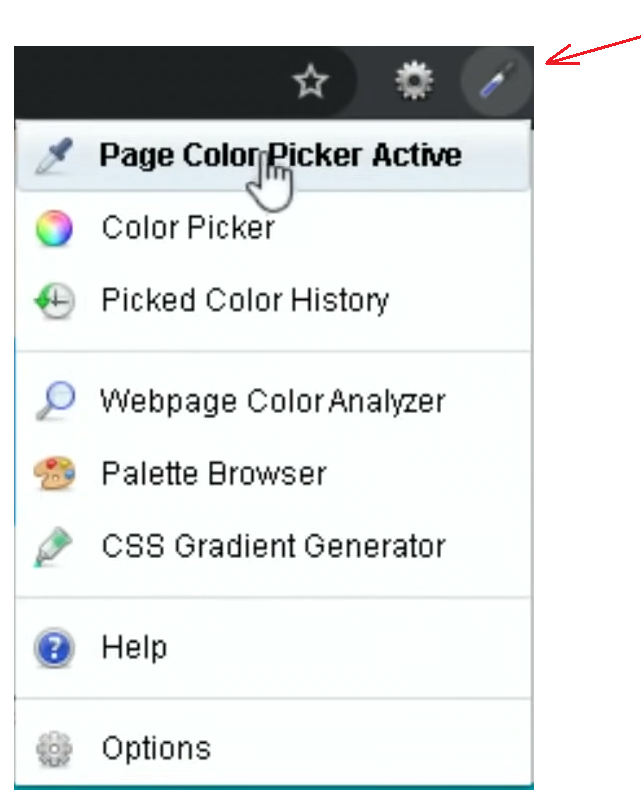 Page Color Picker Active
Color Picker
Picked Color History
Webpage Color Analyzer
Palette Browser
CSS Gradient Generator
Help
Options